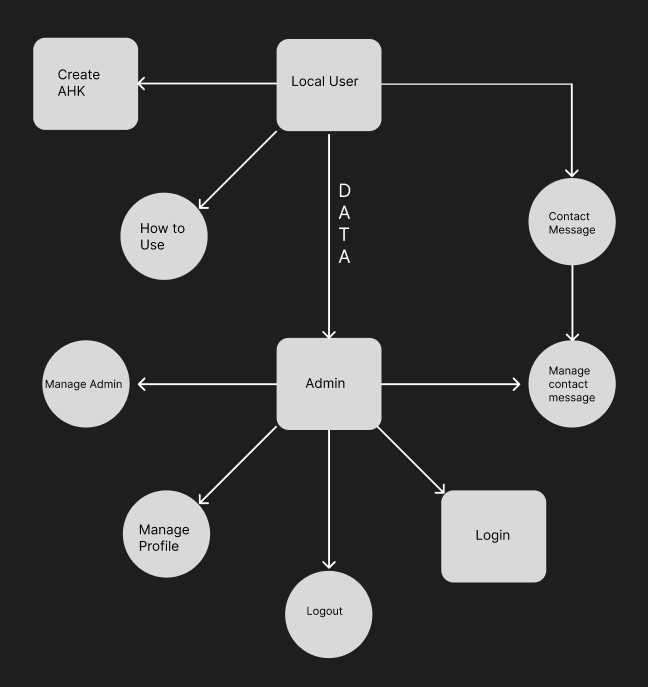 Create
AHK
Local User
D
A
T
A
How to
Use
Contact
Message
Manage Admin
Admin
Manage
contact
message
Manage
Profile
Login
Logout